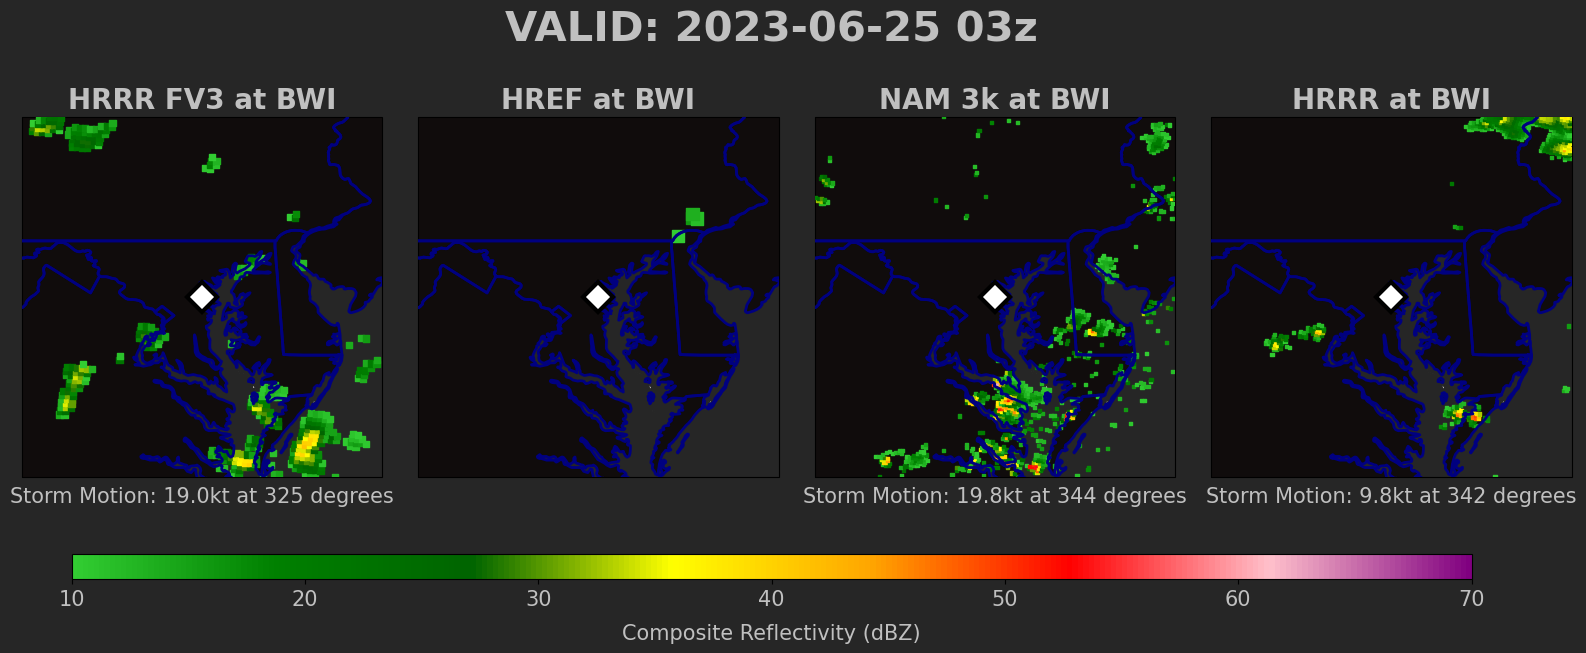 VALID: 2023-06-25 03z
HRRR FV3 at BWI
HREF at BWI
NAM 3k at BWI
HRRR at BWI
Storm Motion: 19.0kt at 325 degrees
Storm Motion: 19.8kt at 344 degrees
Storm Motion: 9.8kt at 342 degrees
10 20 30 40 50 60 70
Composite Reflectivity (dBZ)